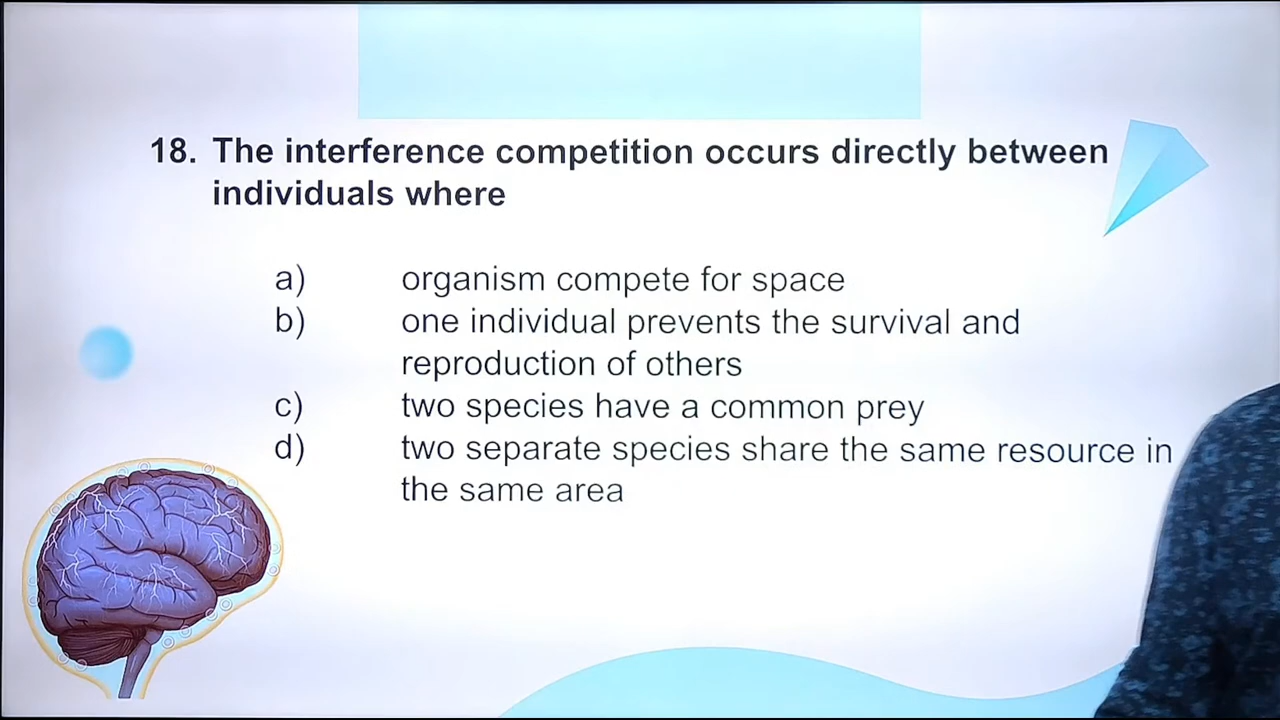 18. The interference competition occurs directly between
individuals where
a) organism compete for space
b) one individual prevents the survival and
reproduction of others
c) two species have a common prey
d) two separate species share the same resource in
the same area